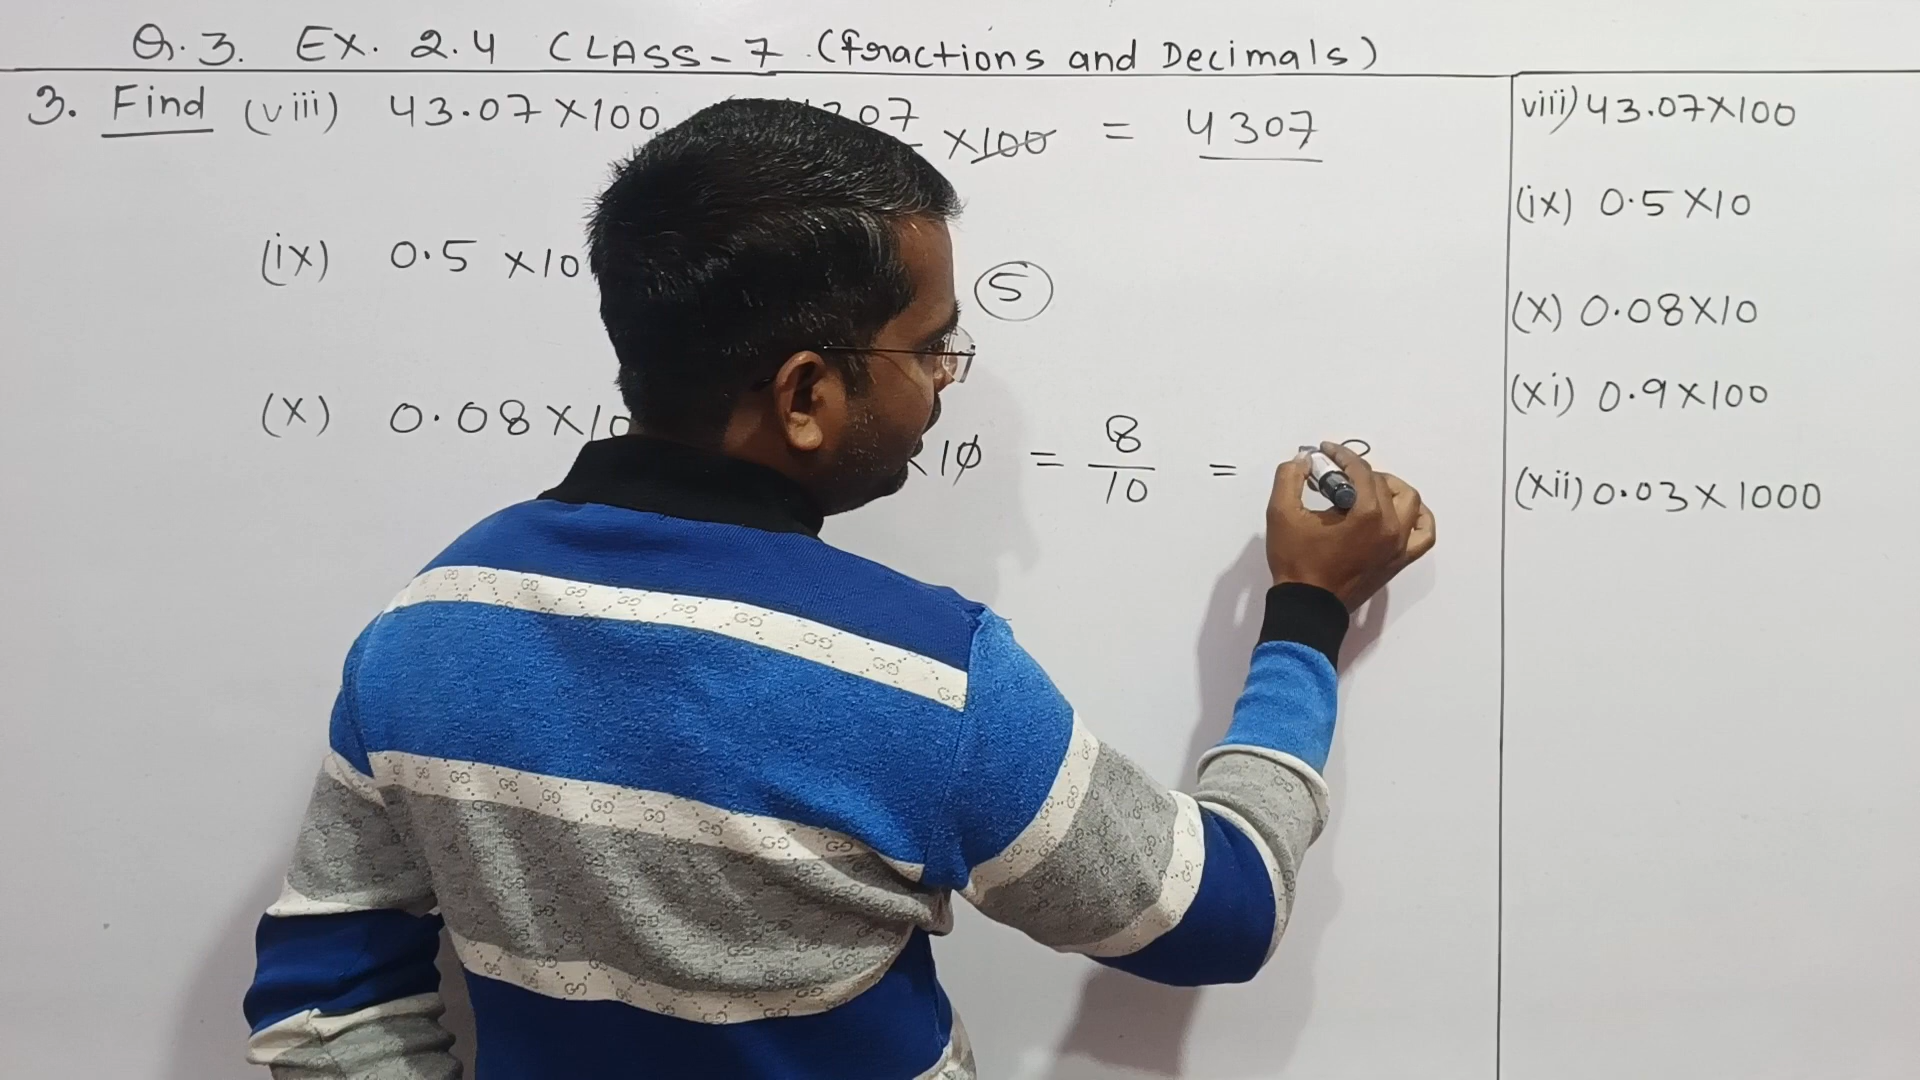 Q.3. EX. 2.4 CLASS-7 (Fractions and Decimals)
3. Find (viii) 43.07×100 307 ×100 = 4307
(ix) 0.5 ×10 5
(x) 0.08×10 ×10 = 8/10 =
viii) 43.07×100
(ix) 0.5×10
(x) 0.08×10
(xi) 0.9×100
(xii) 0.03×1000